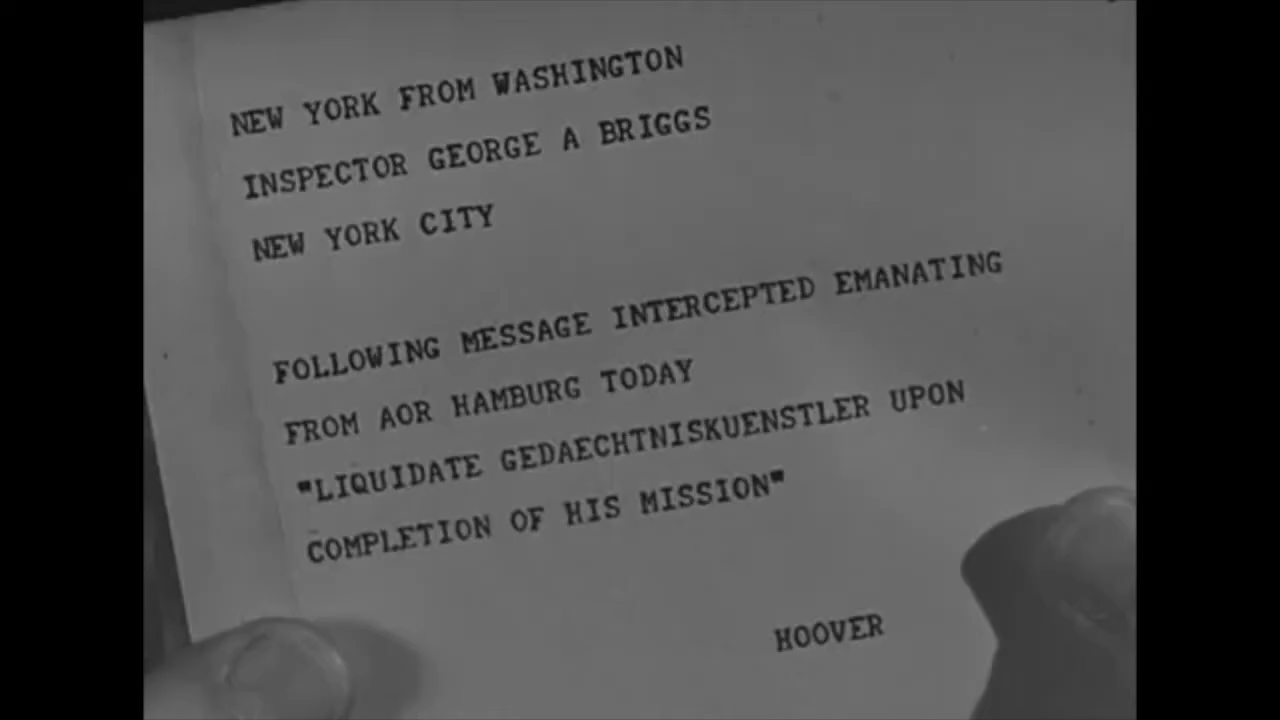 NEW YORK FROM WASHINGTON
INSPECTOR GEORGE A BRIGGS
NEW YORK CITY
FOLLOWING MESSAGE INTERCEPTED EMANATING
FROM AOR HAMBURG TODAY
"LIQUIDATE GEDAECHTNISKUENSTLER UPON
COMPLETION OF HIS MISSION"
HOOVER